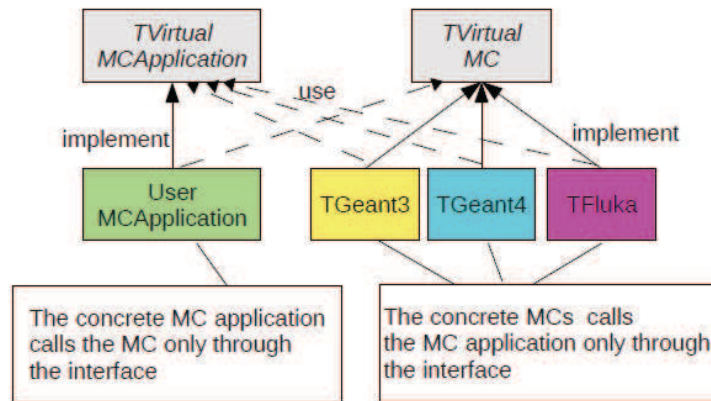 TVirtual
MCApplication
TVirtual
MC
use
implement
implement
User
MCApplication
TGeant3
TGeant4
TFluka
The concrete MC application
calls the MC only through
the interface
The concrete MCs calls
the MC application only through
the interface